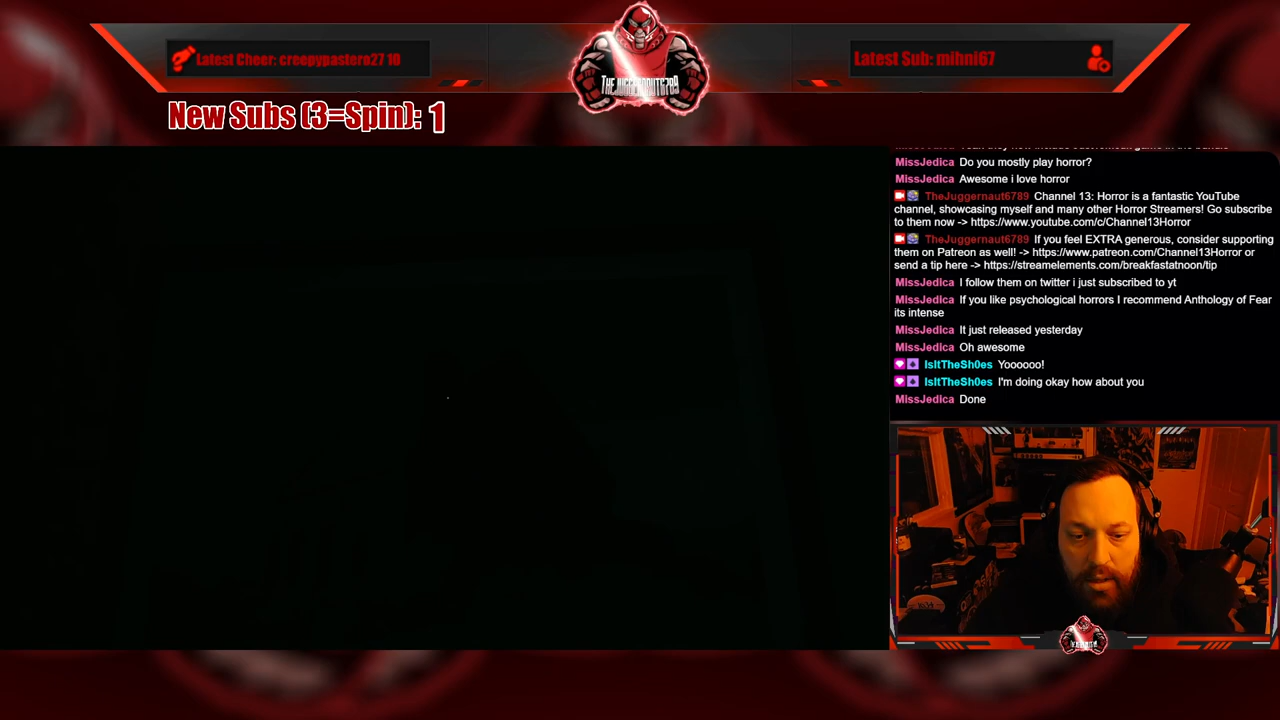 Latest Cheer: creepypastero27 10
THEJUGGERNAUT6789
Latest Sub: mihni67
New Subs (3=Spin): 1
MissJedica Do you mostly play horror?
MissJedica Awesome i love horror
TheJuggernaut6789 Channel 13: Horror is a fantastic YouTube
channel, showcasing myself and many other Horror Streamers! Go subscribe
to them now -> https://www.youtube.com/c/Channel13Horror
TheJuggernaut6789 If you feel EXTRA generous, consider supporting
them on Patreon as well! -> https://www.patreon.com/Channel13Horror or
send a tip here -> https://streamelements.com/breakfastatnoon/tip
MissJedica I follow them on twitter i just subscribed to yt
MissJedica If you like psychological horrors I recommend Anthology of Fear
its intense
MissJedica It just released yesterday
MissJedica Oh awesome
IsItTheSh0es Yoooooo!
IsItTheSh0es I'm doing okay how about you
MissJedica Done